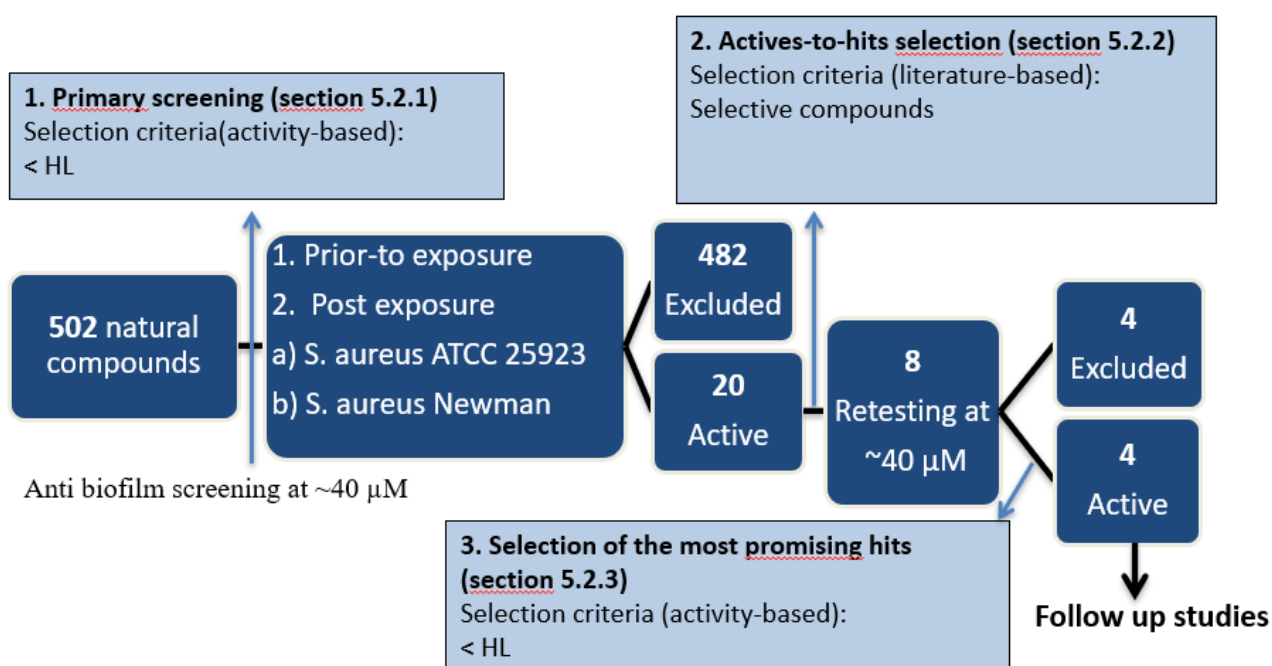 1. Primary screening (section 5.2.1)
Selection criteria(activity-based):
< HL
2. Actives-to-hits selection (section 5.2.2)
Selection criteria (literature-based):
Selective compounds
502 natural
compounds
1. Prior-to exposure
2. Post exposure
a) S. aureus ATCC 25923
b) S. aureus Newman
482
Excluded
20
Active
8
Retesting at
~40 µM
4
Excluded
4
Active
Anti biofilm screening at ~40 µM
3. Selection of the most promising hits
(section 5.2.3)
Selection criteria (activity-based):
< HL
Follow up studies